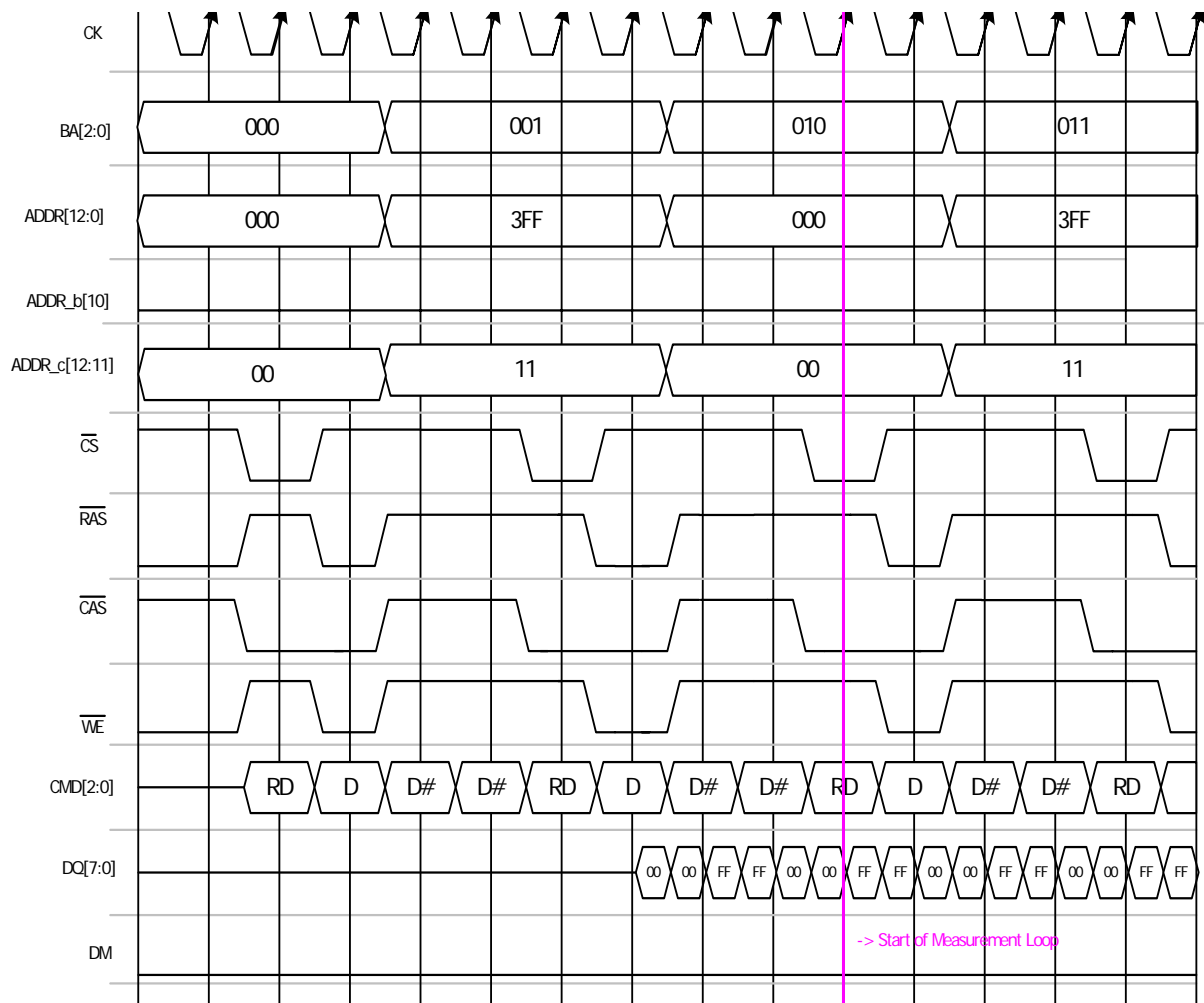 CK
BA[2:0] 000 001 010 011
ADDR[12:0] 000 3FF 000 3FF
ADDR_b[10]
ADDR_c[12:11] 00 11 00 11
CS
RAS
CAS
WE
CMD[2:0] RD D D# D# RD D D# D# RD D D# D# RD
DQ[7:0] 00 00 FF FF 00 00 FF FF 00 00 FF FF 00 00 FF FF
-> Start of Measurement Loop
DM